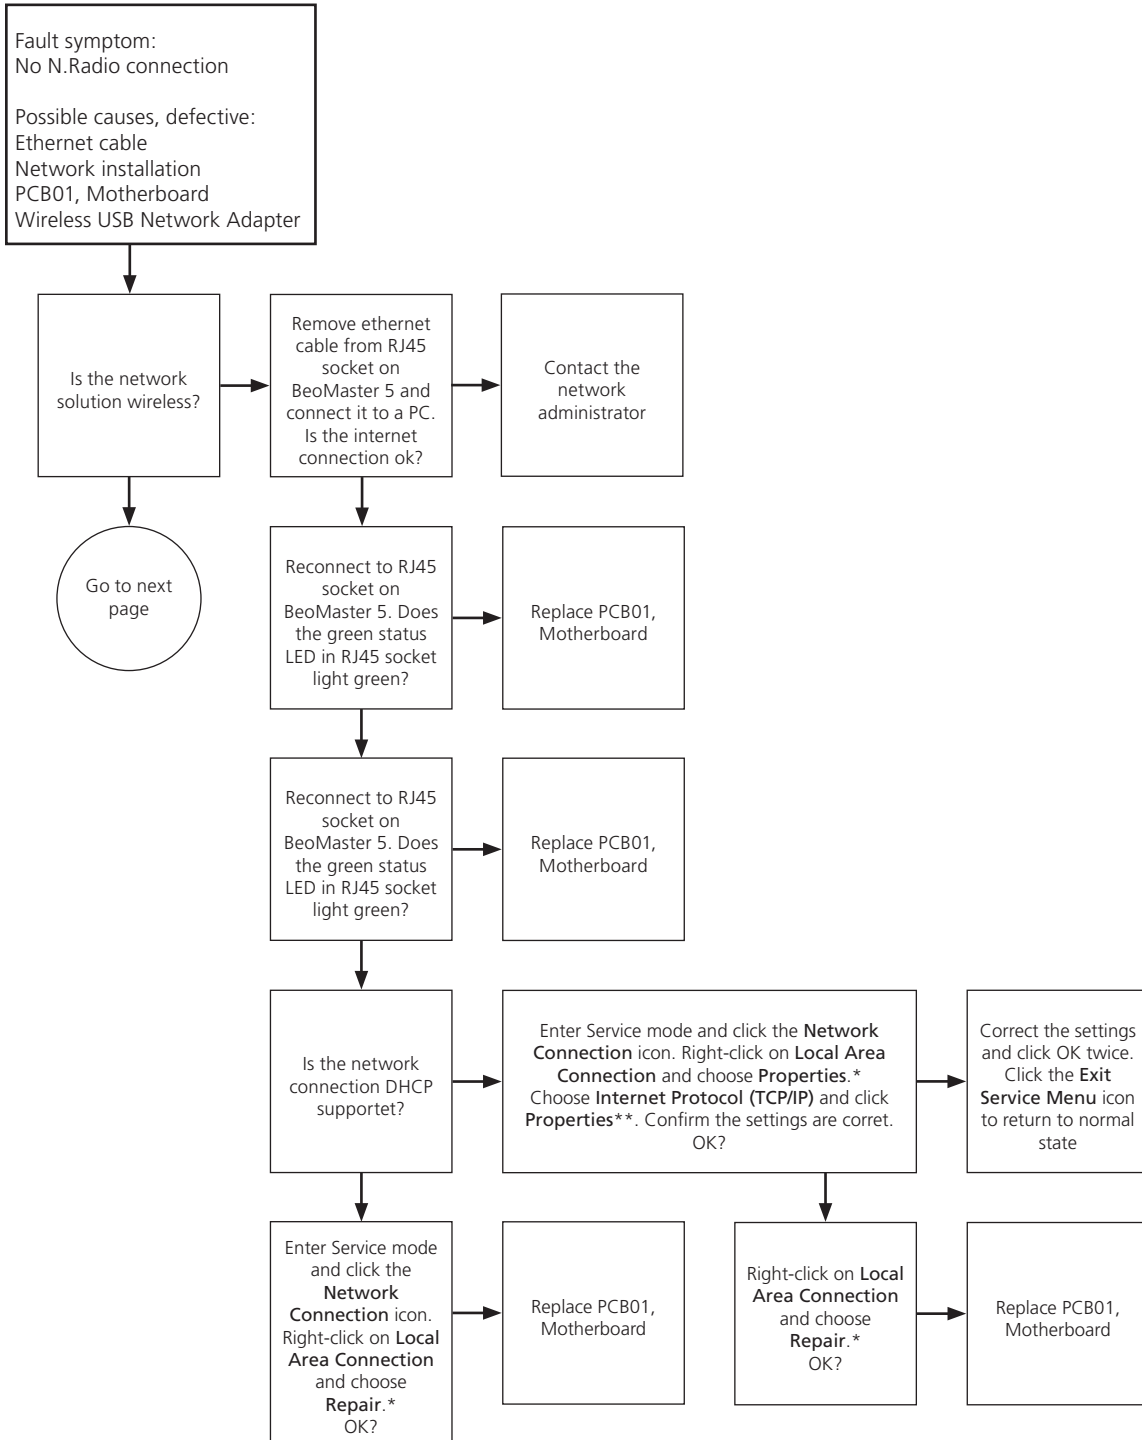 Fault symptom:
No N.Radio connection
Possible causes, defective:
Ethernet cable
Network installation
PCB01, Motherboard
Wireless USB Network Adapter
Is the network
solution wireless?
Remove ethernet
cable from RJ45
socket on
BeoMaster 5 and
connect it to a PC.
Is the internet
connection ok?
Contact the
network
administrator
Go to next
page
Reconnect to RJ45
socket on
BeoMaster 5. Does
the green status
LED in RJ45 socket
light green?
Replace PCB01,
Motherboard
Reconnect to RJ45
socket on
BeoMaster 5. Does
the green status
LED in RJ45 socket
light green?
Replace PCB01,
Motherboard
Is the network
connection DHCP
supportet?
Enter Service mode and click the Network
Connection icon. Right-click on Local Area
Connection and choose Properties.*
Choose Internet Protocol (TCP/IP) and click
Properties**. Confirm the settings are corret.
OK?
Correct the settings
and click OK twice.
Click the Exit
Service Menu icon
to return to normal
state
Enter Service mode
and click the
Network
Connection icon.
Right-click on Local
Area Connection
and choose
Repair.*
OK?
Replace PCB01,
Motherboard
Right-click on Local
Area Connection
and choose
Repair.*
OK?
Replace PCB01,
Motherboard